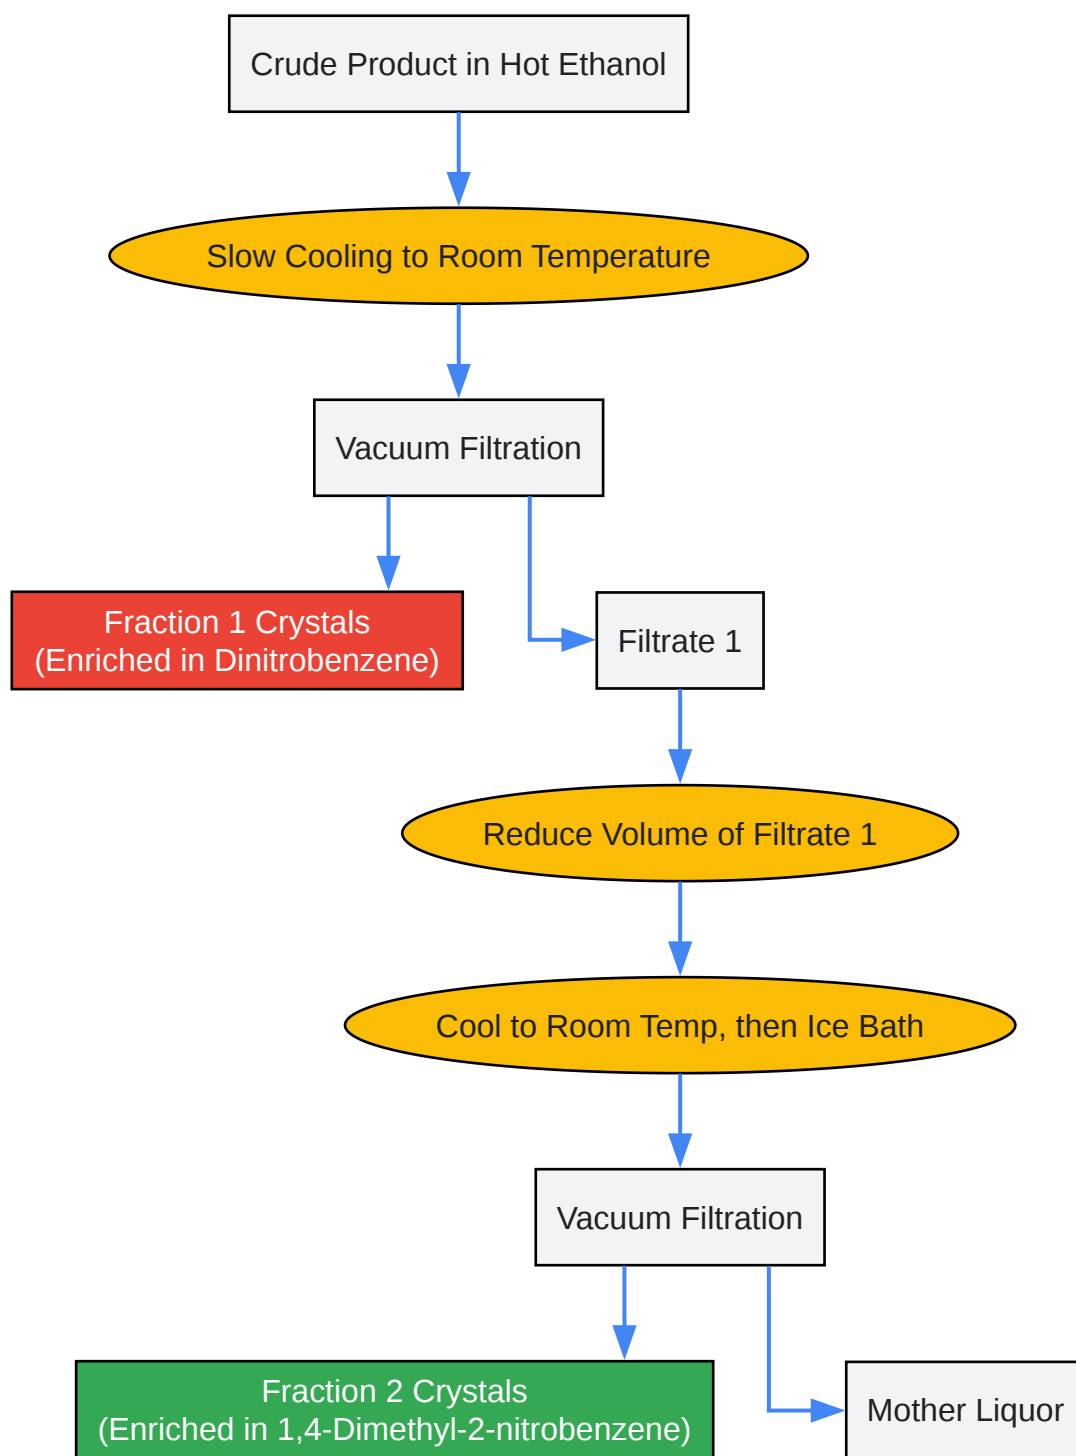 Crude Product in Hot Ethanol
Slow Cooling to Room Temperature
Vacuum Filtration
Fraction 1 Crystals
(Enriched in Dinitrobenzene)
Filtrate 1
Reduce Volume of Filtrate 1
Cool to Room Temp, then Ice Bath
Vacuum Filtration
Fraction 2 Crystals
(Enriched in 1,4-Dimethyl-2-nitrobenzene)
Mother Liquor